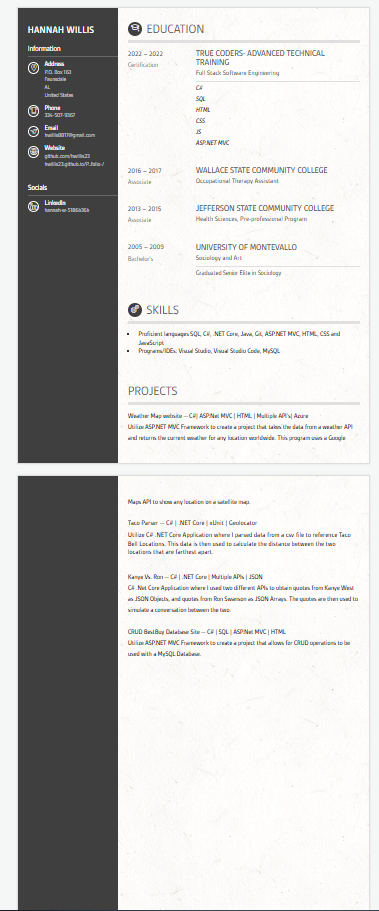 HANNAH WILLIS
Information
Address
P.O. Box 163
AL
United States
Phone
Email
Website
github.com/hwillis23
Socials
LinkedIn
EDUCATION
2022 – 2022
Certification
TRUE CODERS- ADVANCED TECHNICAL
TRAINING
Full Stack Software Engineering
C#
SQL
HTML
CSS
JS
ASP.NET MVC
2016 – 2017
Associate
WALLACE STATE COMMUNITY COLLEGE
Occupational Therapy Assistant
2013 – 2015
Associate
JEFFERSON STATE COMMUNITY COLLEGE
Health Sciences, Pre-professional Program
2005 – 2009
Bachelor's
UNIVERSITY OF MONTEVALLO
Sociology and Art
Graduated Senior Elite in Sociology
SKILLS
• Proficient languages SQL, C#, .NET Core, Java, Git, ASP.NET MVC, HTML, CSS and
JavaScript
• Programs/IDEs: Visual Studio, Visual Studio Code, MySQL
PROJECTS
Weather Map website — C#| ASP.Net MVC | HTML | Multiple API's| Azure
Utilize ASP.NET MVC Framework to create a project that takes the data from a weather API
and returns the current weather for any location worldwide. This program uses a Google
Maps API to show any location on a satellite map.
Taco Parser — C# | .NET Core | xUnit | Geolocator
Utilize C# .NET Core Application where I parsed data from a csv file to reference Taco
Bell Locations. This data is then used to calculate the distance between the two
locations that are farthest apart.
Kanye Vs. Ron — C# | .NET Core | Multiple APIs | JSON
C# .Net Core Application where I used two different APIs to obtain quotes from Kanye West
as JSON Objects, and quotes from Ron Swanson as JSON Arrays. The quotes are then used to
simulate a conversation between the two.
CRUD BestBuy Database Site — C# | SQL | ASP.Net MVC | HTML
Utilize ASP.NET MVC Framework to create a project that allows for CRUD operations to be
used with a MySQL Database.